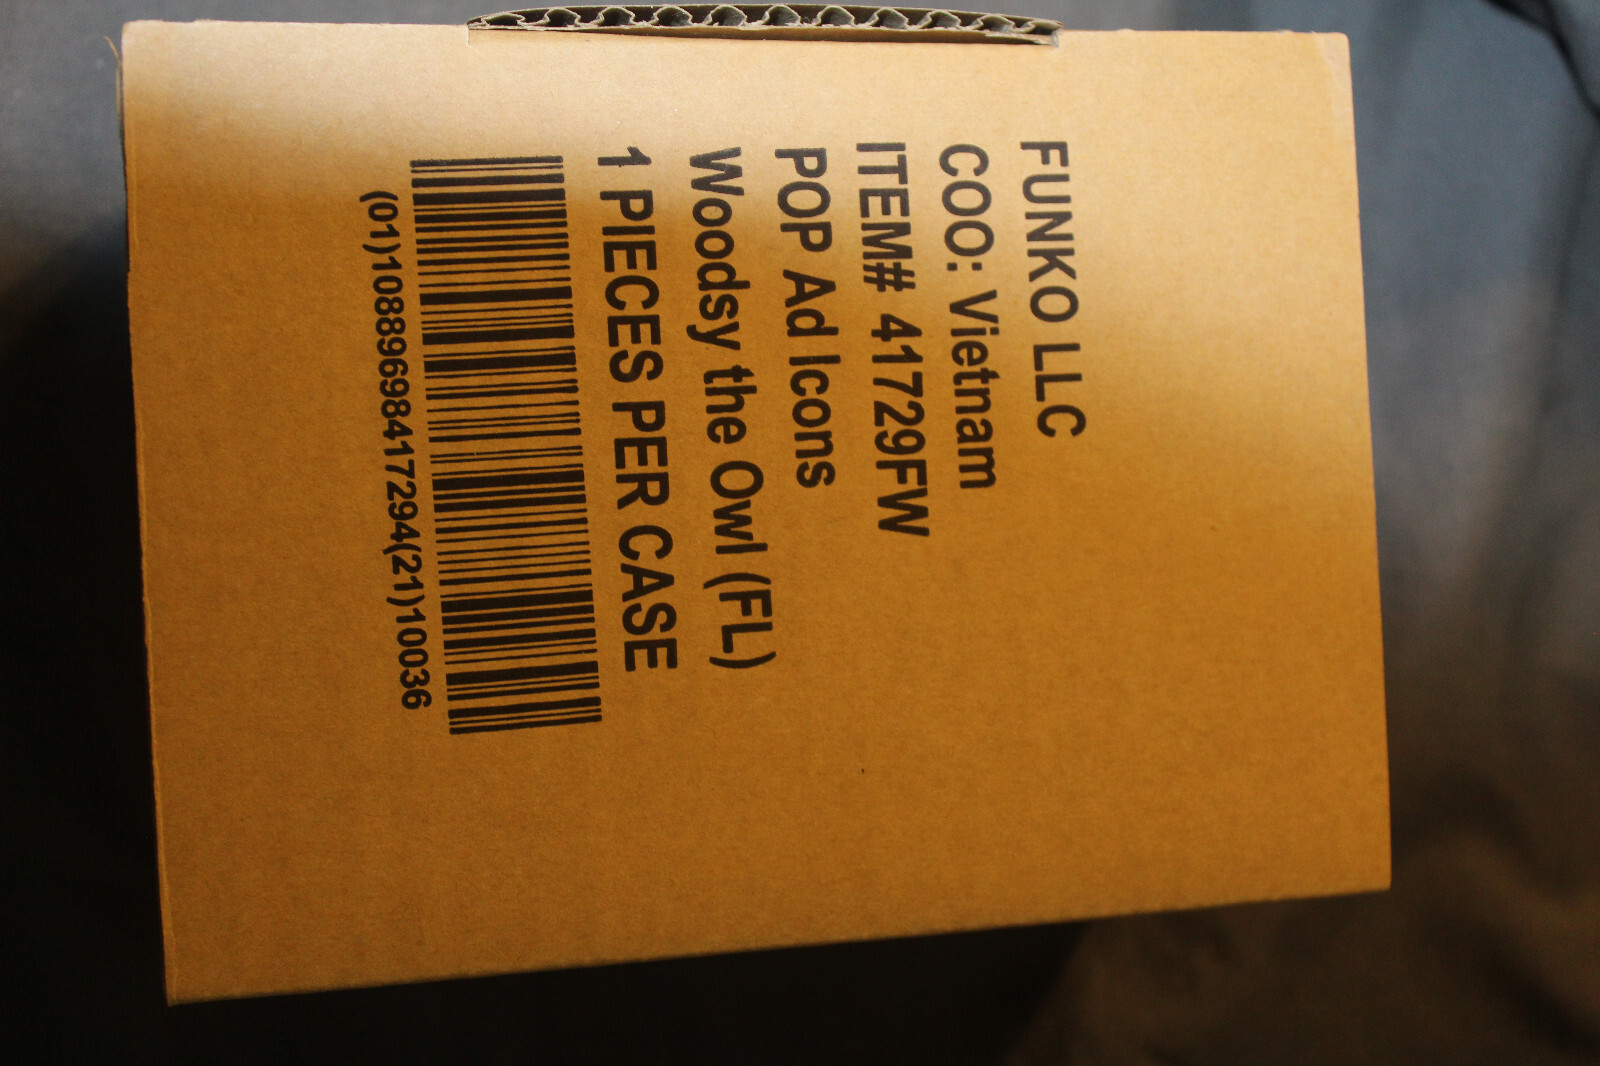 FUNKO LLC
COO: Vietnam
ITEM# 41729FW
POP Ad Icons
Woodsy the Owl (FL)
1 PIECES PER CASE
(01)10889698417294(21)10036